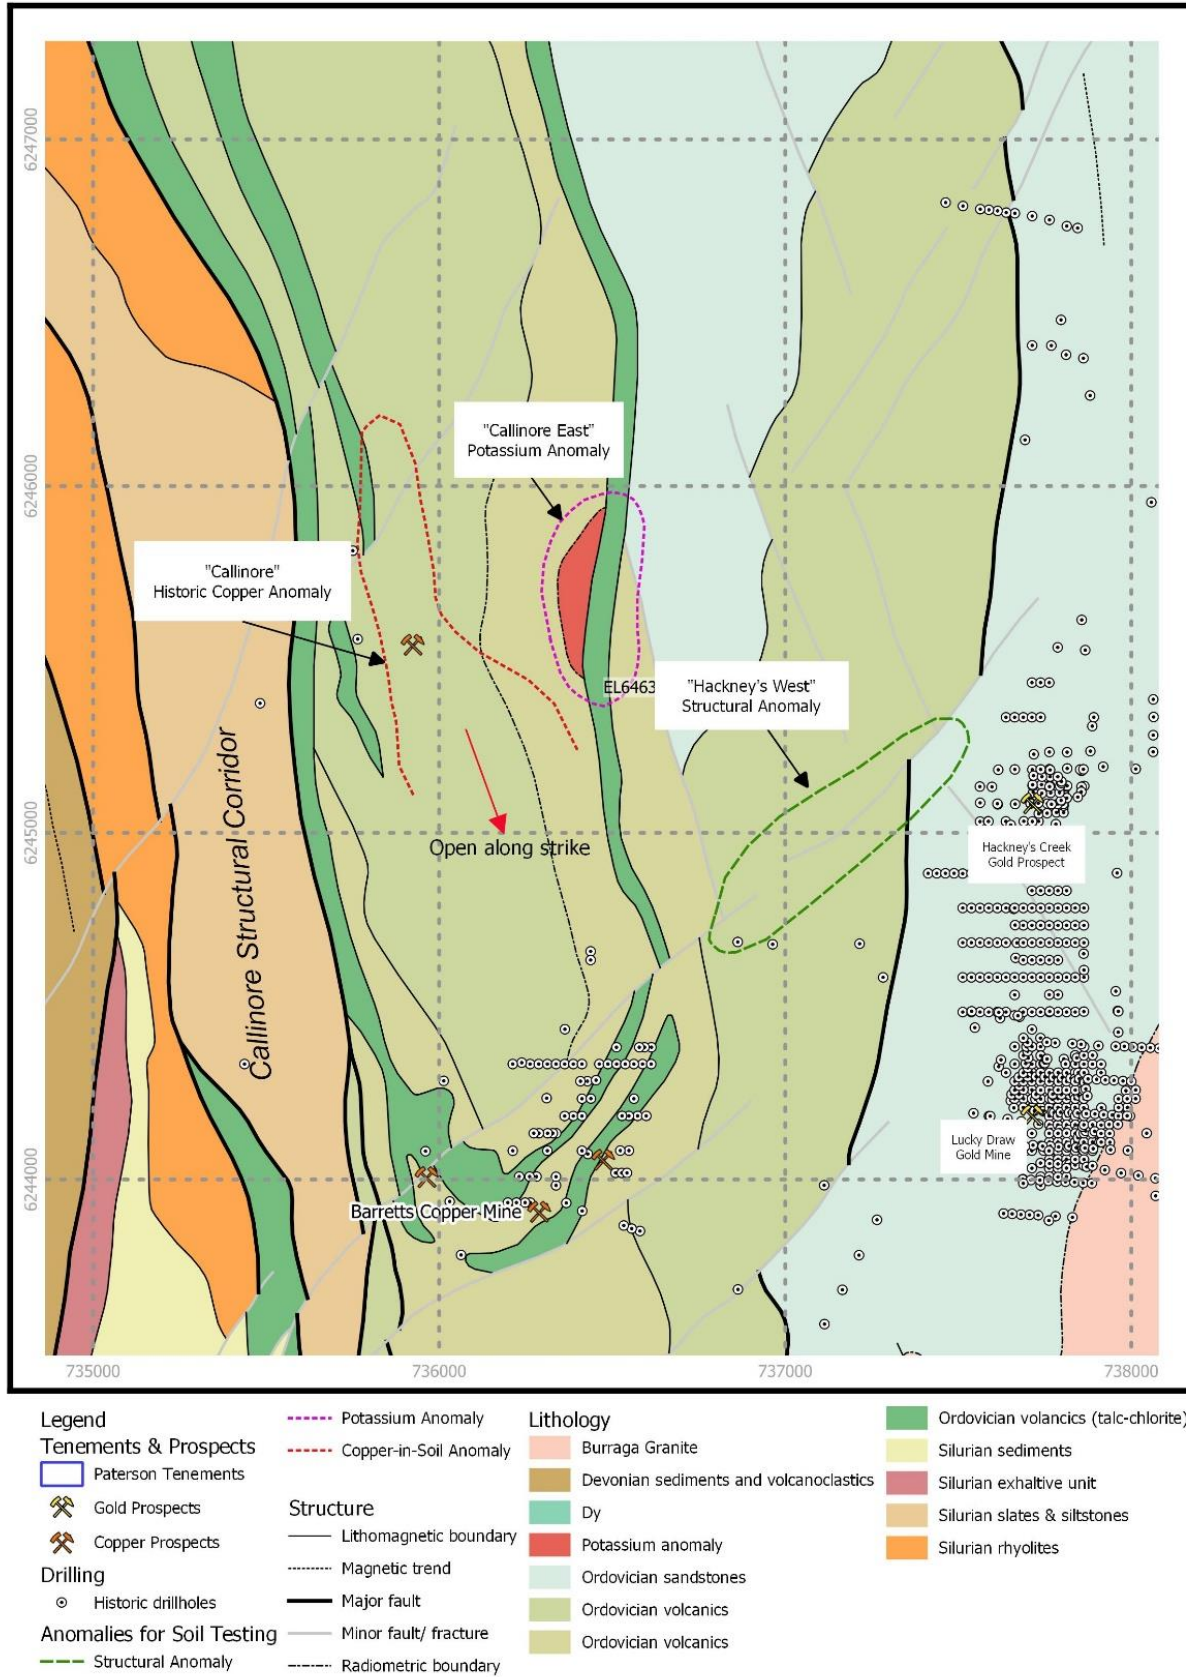 6247000
"Callinore East"
Potassium Anomaly
6246000
"Callinore"
Historic Copper Anomaly
EL6463
"Hackney's West"
Structural Anomaly
Callinore Structural Corridor
6245000
Open along strike
Hackney's Creek
Gold Prospect
Lucky Draw
Gold Mine
6244000
Barretts Copper Mine
735000
736000
737000
738000
Legend
Tenements & Prospects
Paterson Tenements
Gold Prospects
Copper Prospects
Drilling
Historic drillholes
Anomalies for Soil Testing
Structural Anomaly
Potassium Anomaly
Copper-in-Soil Anomaly
Structure
Lithomagnetic boundary
Magnetic trend
Major fault
Minor fault/ fracture
Radiometric boundary
Lithology
Burraga Granite
Devonian sediments and volcanoclastics
Dy
Potassium anomaly
Ordovician sandstones
Ordovician volcanics
Ordovician volcanics
Ordovician volancics (talc-chlorite)
Silurian sediments
Silurian exhaltive unit
Silurian slates & siltstones
Silurian rhyolites